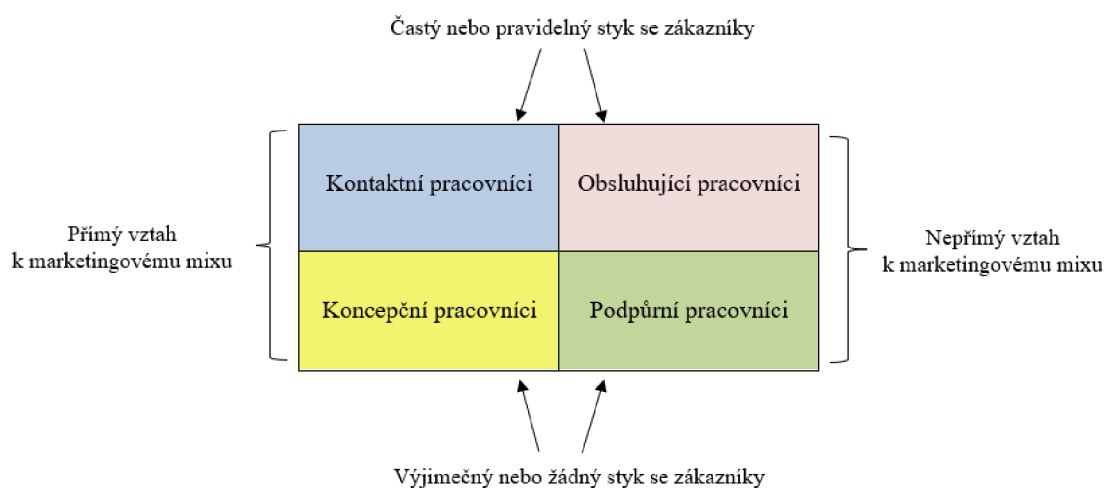 Častý nebo pravidelný styk se zákazníky
Kontaktní pracovníci
Obsluhující pracovníci
Přímý vztah
k marketingovému mixu
Nepřímý vztah
k marketingovému mixu
Koncepční pracovníci
Podpůrní pracovníci
Výjimečný nebo žádný styk se zákazníky